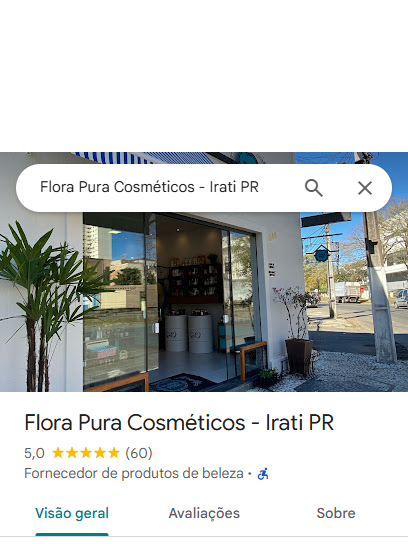 Flora Pura Cosméticos - Irati PR
Flora Pura Cosméticos - Irati PR
5,0 (60)
Fornecedor de produtos de beleza ·
Visão geral
Avaliações
Sobre